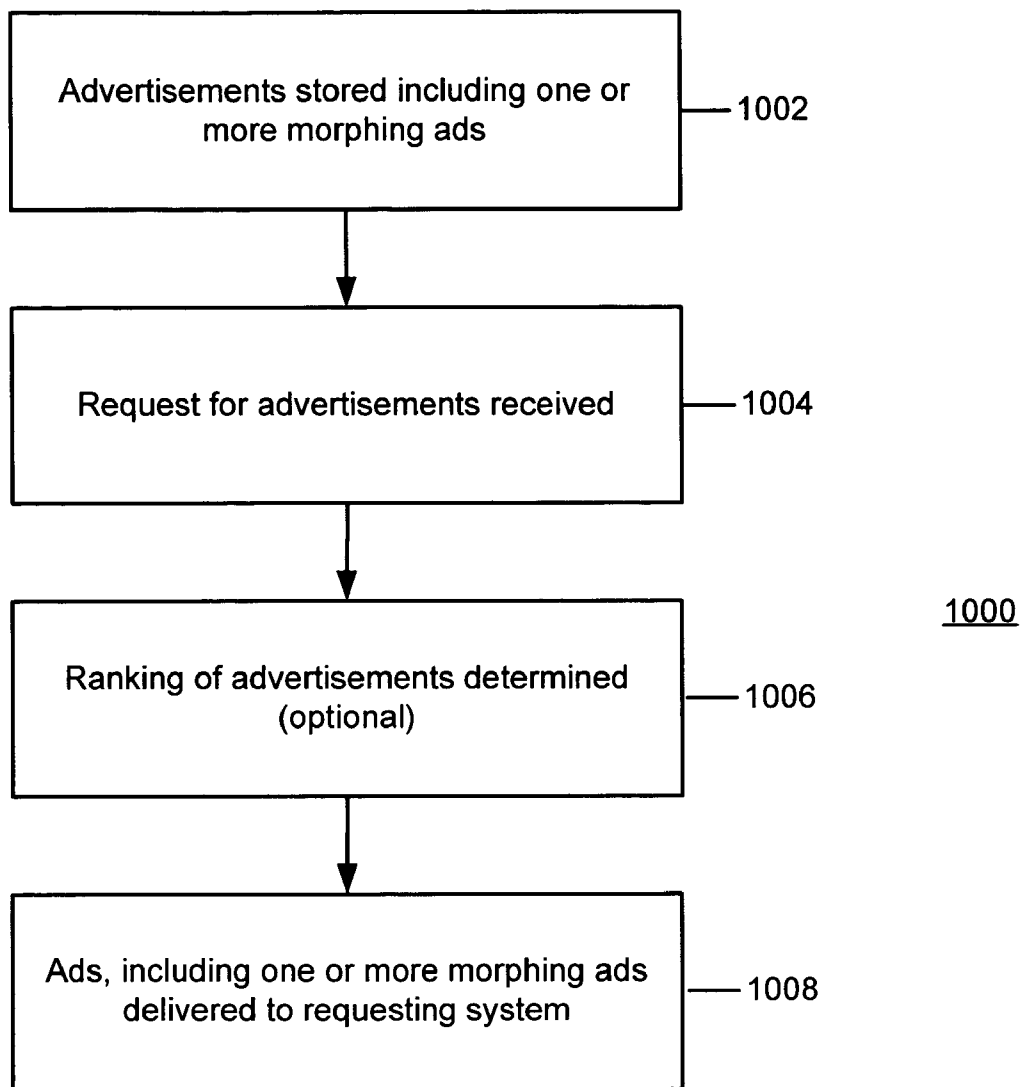 Advertisements stored including one or
more morphing ads
1002
Request for advertisements received
1004
Ranking of advertisements determined
(optional)
1006
1000
Ads, including one or more morphing ads
delivered to requesting system
1008